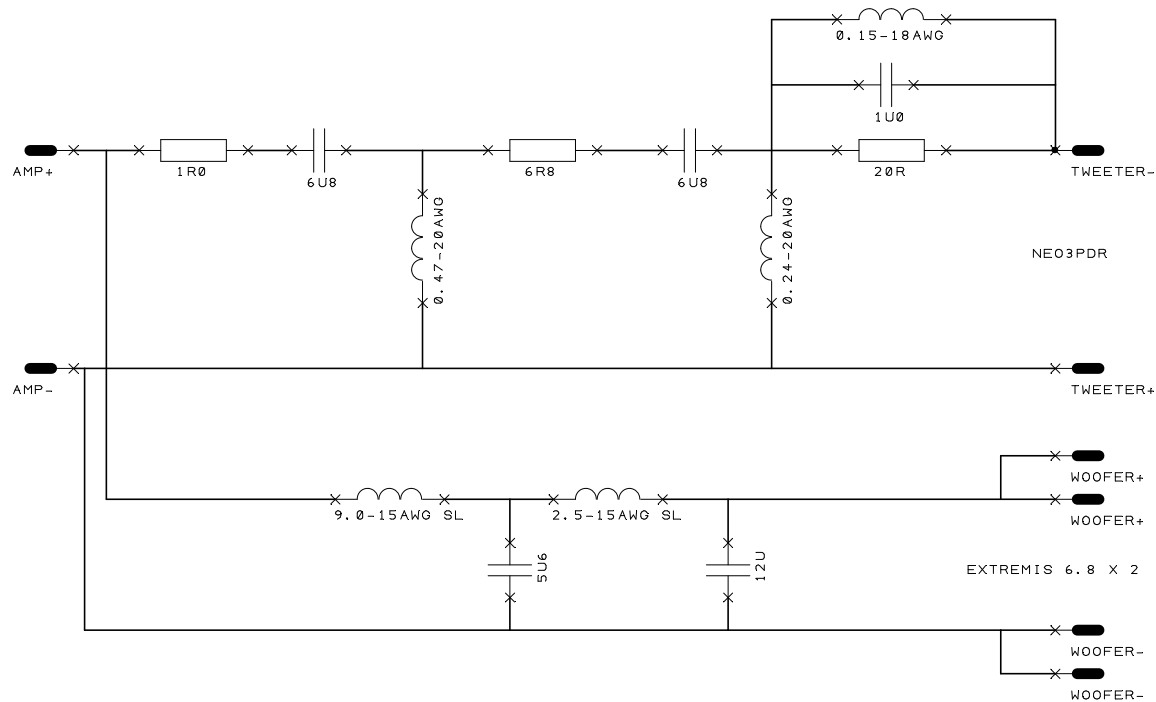 0.15-18AWG
1U0
AMP+
1R0
6U8
6R8
6U8
20R
TWEETER-
0.47-20AWG
0.24-20AWG
NEO3PDR
AMP-
TWEETER+
WOOFER+
9.0-15AWG SL
2.5-15AWG SL
WOOFER+
5U6
12U
EXTREMIS 6.8 X 2
WOOFER-
WOOFER-